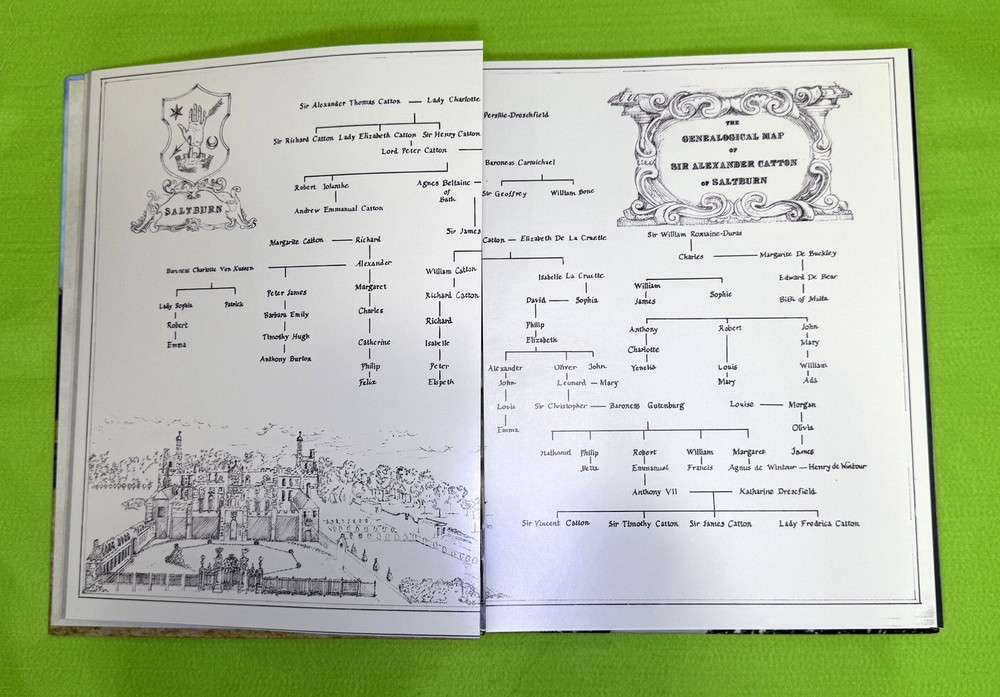 SALTBURN
Sir Alexander Thomas Catton — Lady Charlotte
Sir Richard Catton Lady Elizabeth Catton Sir Henry Catton
Lord Peter Catton
Robert Iolanthe
Agnes Beltaine
of
Bath
Andrew Emmanuel Catton
Sir James
Margarite Catton — Richard
Baroness Charlotte Von Xussen
Alexander
William Catton
Lady Sophia
Patrick
Peter James
Margaret
Richard Catton
Robert
Barbara Emily
Charles
Richard
Emma
Timothy Hugh
Catherine
Isabelle
Anthony Burton
Philip
Peter
Felix
Elspeth
Persille-Dreschfield
THE
GENEALOGICAL MAP
OF
SIR ALEXANDER CATTON
OF SALTBURN
Baroness Carmichael
Sir Geoffrey
William Bone
Catton — Elizabeth De La Cruette
Sir William Romaine-Duras
Charles — Margarise De Buckley
Isabelle La Cruette
William
Sophie
Edward De Bear
David — Sophia
James
BiBi of Malta
Philip
Anthony
Robert
John
Elizabeth
Charlotte
Mary
Alexander
Oliver
John
Venetia
Louis
William
John
Leonard — Mary
Mary
Ada
Louis
Sir Christopher — Baroness Gutenburg
Louise — Morgan
Emma
Olivia
Nathaniel
Philip
Robert
William
Margaret
James
Bella
Emmanuel
Francis
Agnus de Wintour — Henry de Wintour
Anthony VII
Katharine Drescfield
Sir Vincent Catton
Sir Timothy Catton
Sir James Catton
Lady Fredrica Catton